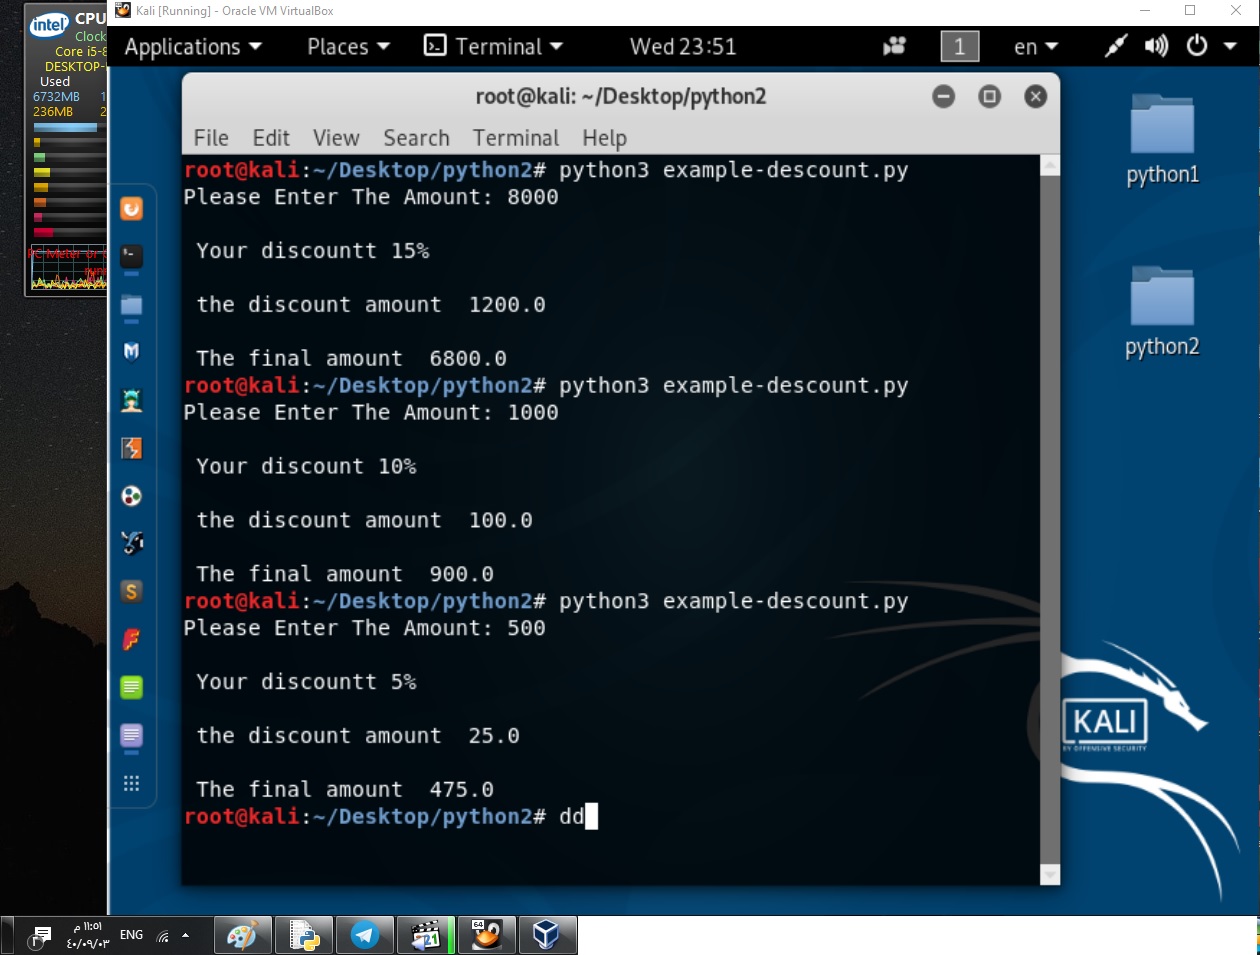 Kali [Running] - Oracle VM VirtualBox
intel
CPU
Clock
Core i5-8
DESKTOP-
Used
6732MB 1
236MB 2
Applications Places Terminal Wed 23:51 1 en
root@kali: ~/Desktop/python2
File Edit View Search Terminal Help
root@kali:~/Desktop/python2# python3 example-descount.py
Please Enter The Amount: 8000
Your discountt 15%
the discount amount 1200.0
The final amount 6800.0
root@kali:~/Desktop/python2# python3 example-descount.py
Please Enter The Amount: 1000
Your discount 10%
the discount amount 100.0
The final amount 900.0
root@kali:~/Desktop/python2# python3 example-descount.py
Please Enter The Amount: 500
Your discountt 5%
the discount amount 25.0
The final amount 475.0
root@kali:~/Desktop/python2# dd
python1
python2
KALI
BY OFFENSIVE SECURITY
١١:٥١ م
٤٠/٠٩/٠٣
ENG